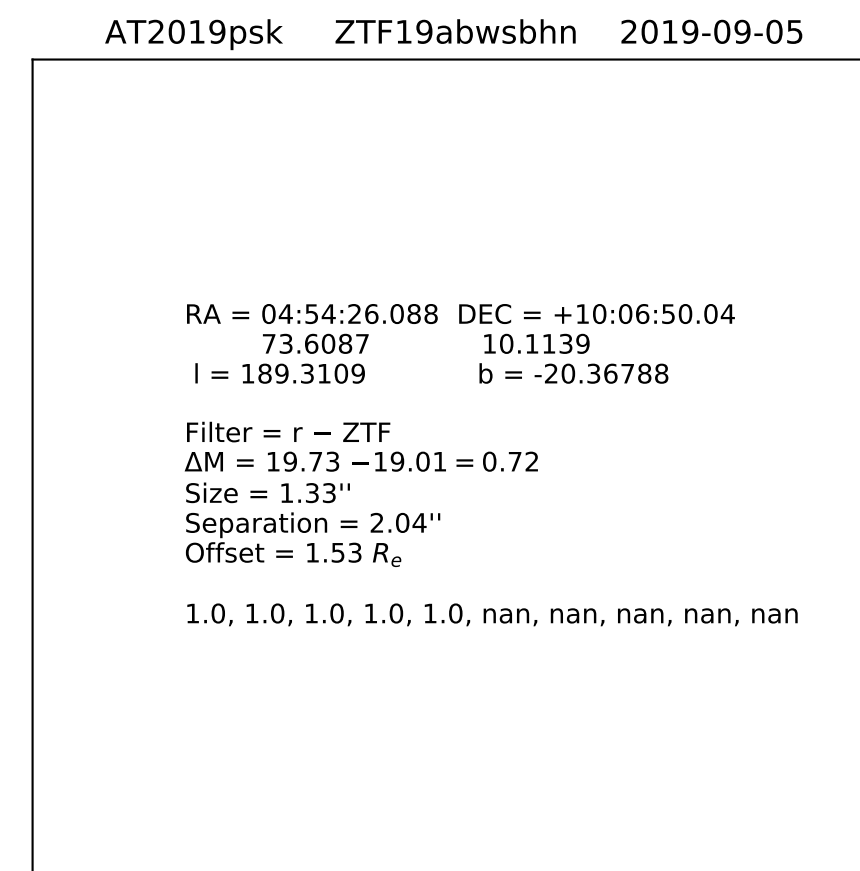 AT2019psk ZTF19abwsbhn 2019-09-05
RA = 04:54:26.088 DEC = +10:06:50.04
73.6087 10.1139
l = 189.3109 b = -20.36788
Filter = r − ZTF
ΔM = 19.73 −19.01 = 0.72
Size = 1.33''
Separation = 2.04''
Offset = 1.53 Re
1.0, 1.0, 1.0, 1.0, 1.0, nan, nan, nan, nan, nan